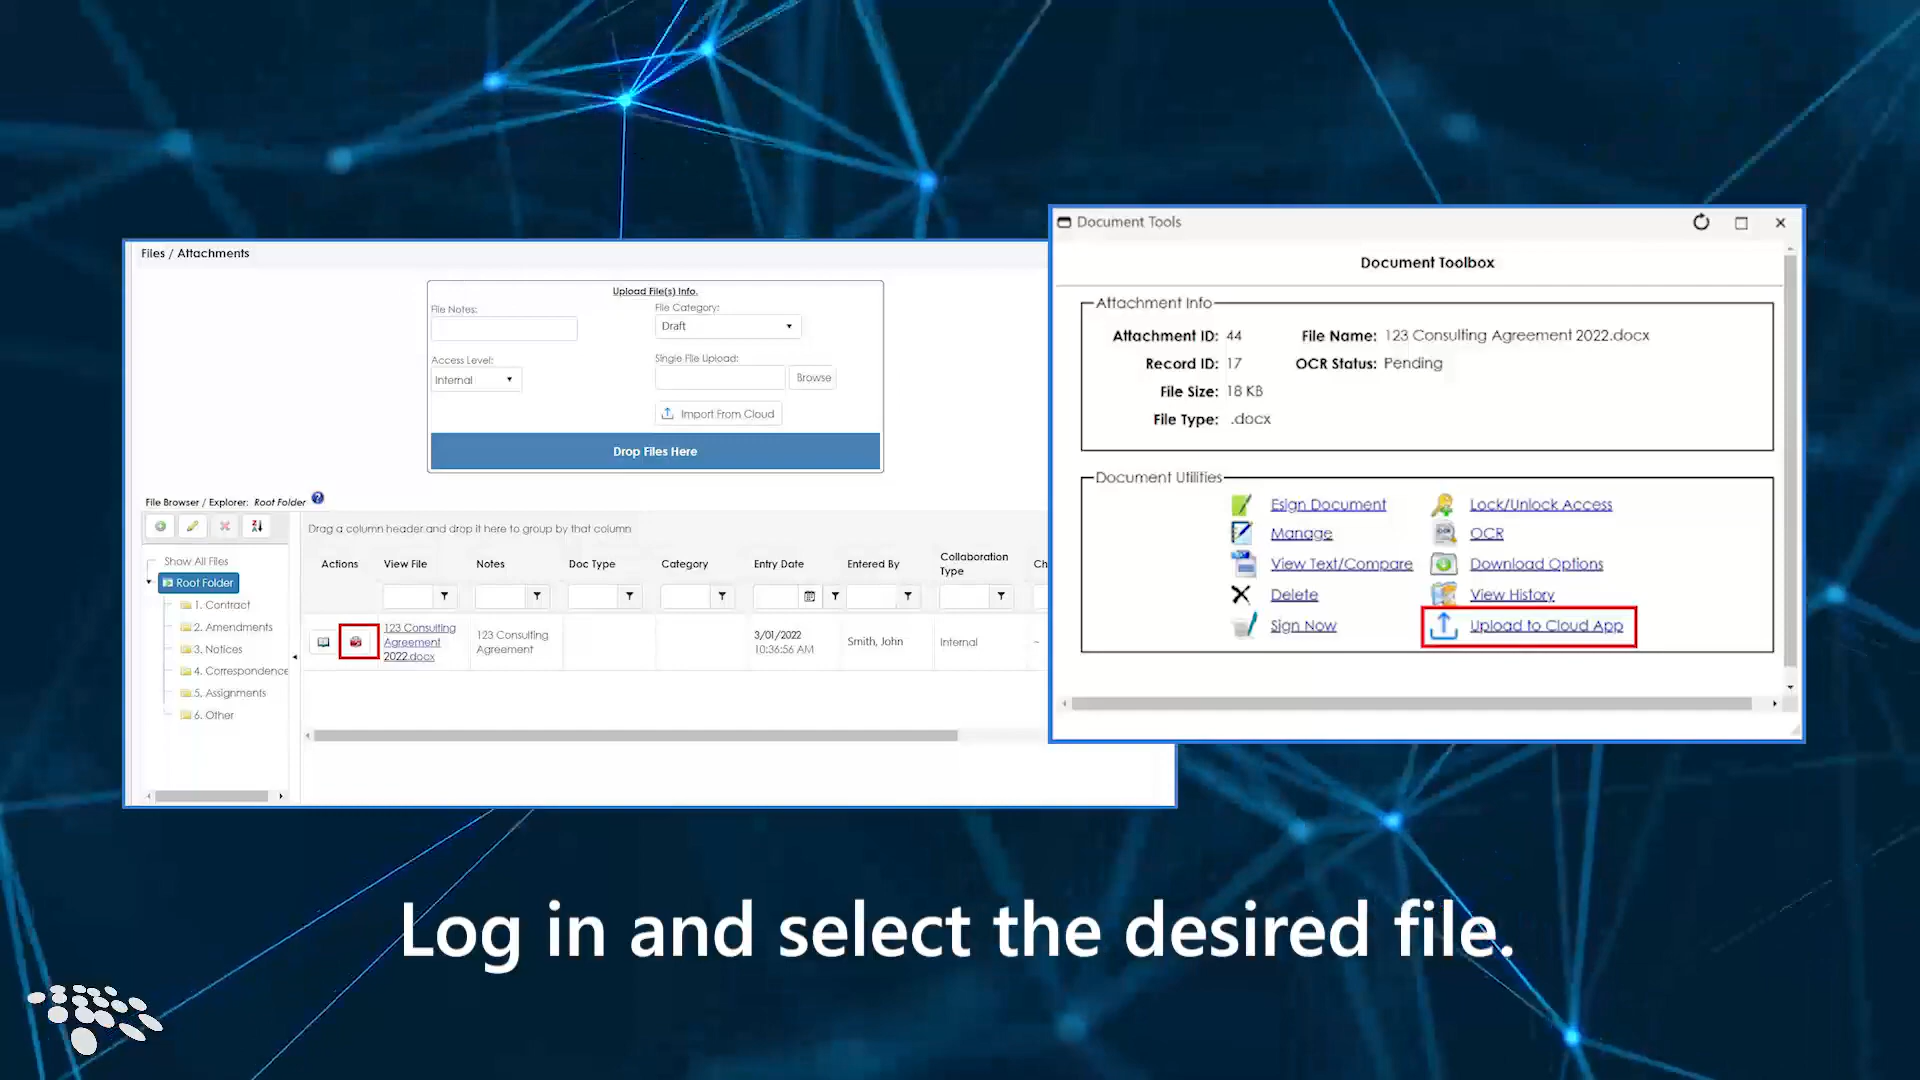 Files / Attachments
Upload File(s) Info.
File Notes:
File Category:
Draft
Access Level:
Single File Upload:
Internal
Browse
Import From Cloud
Drop Files Here
File Browser / Explorer: Root Folder
Drag a column header and drop it here to group by that column
Show All Files
Root Folder
1. Contract
2. Amendments
3. Notices
4. Correspondence
5. Assignments
6. Other
Actions
View File
Notes
Doc Type
Category
Entry Date
Entered By
Collaboration
Type
Ch
123 Consulting
Agreement
2022.docx
123 Consulting
Agreement
3/01/2022
10:36:56 AM
Smith, John
Internal
Document Tools
Document Toolbox
Attachment Info
Attachment ID: 44
File Name: 123 Consulting Agreement 2022.docx
Record ID: 17
OCR Status: Pending
File Size: 18 KB
File Type: .docx
Document Utilities
Esign Document
Lock/Unlock Access
Manage
OCR
View Text/Compare
Download Options
Delete
View History
Sign Now
Upload to Cloud App
Log in and select the desired file.